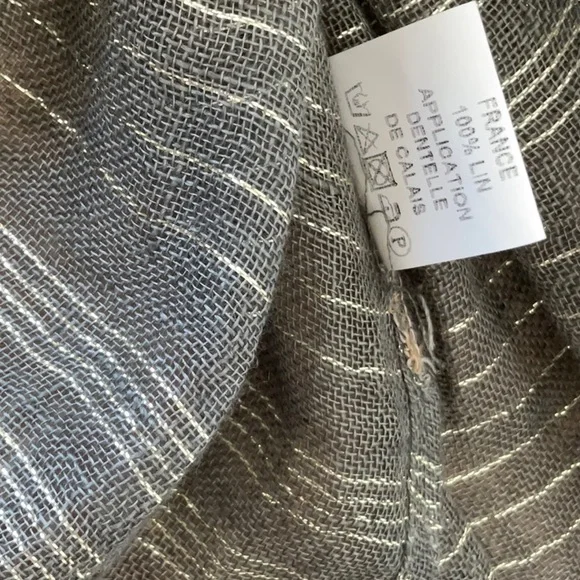 FRANCE
100% LIN
APPLICATION
DENTELLE
DE CALAIS
P